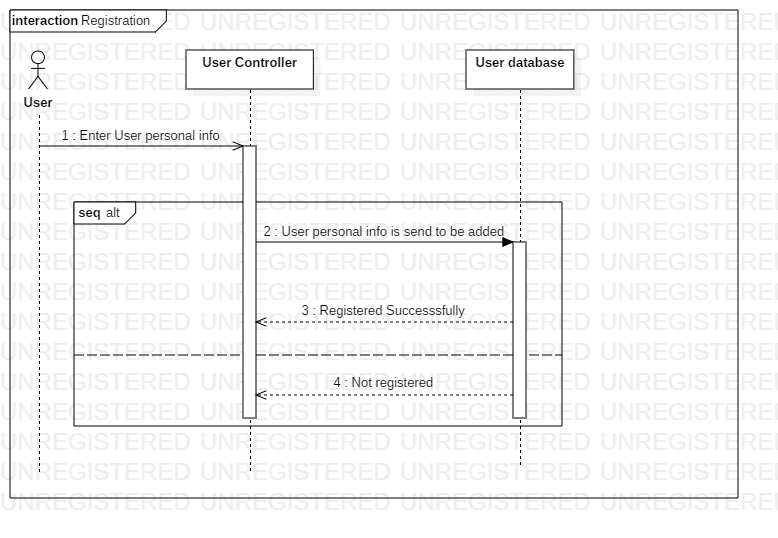 interaction Registration
User
User Controller
User database
1 : Enter User personal info
seq alt
2 : User personal info is send to be added
3 : Registered Successsfully
4 : Not registered
UNREGISTERED